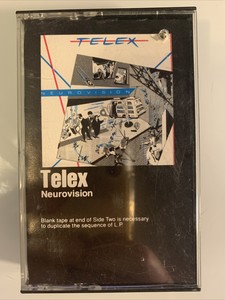 TELEX
NEUROVISION
Telex
Neurovision
Blank tape at end of Side Two is necessary
to duplicate the sequence of L.P.